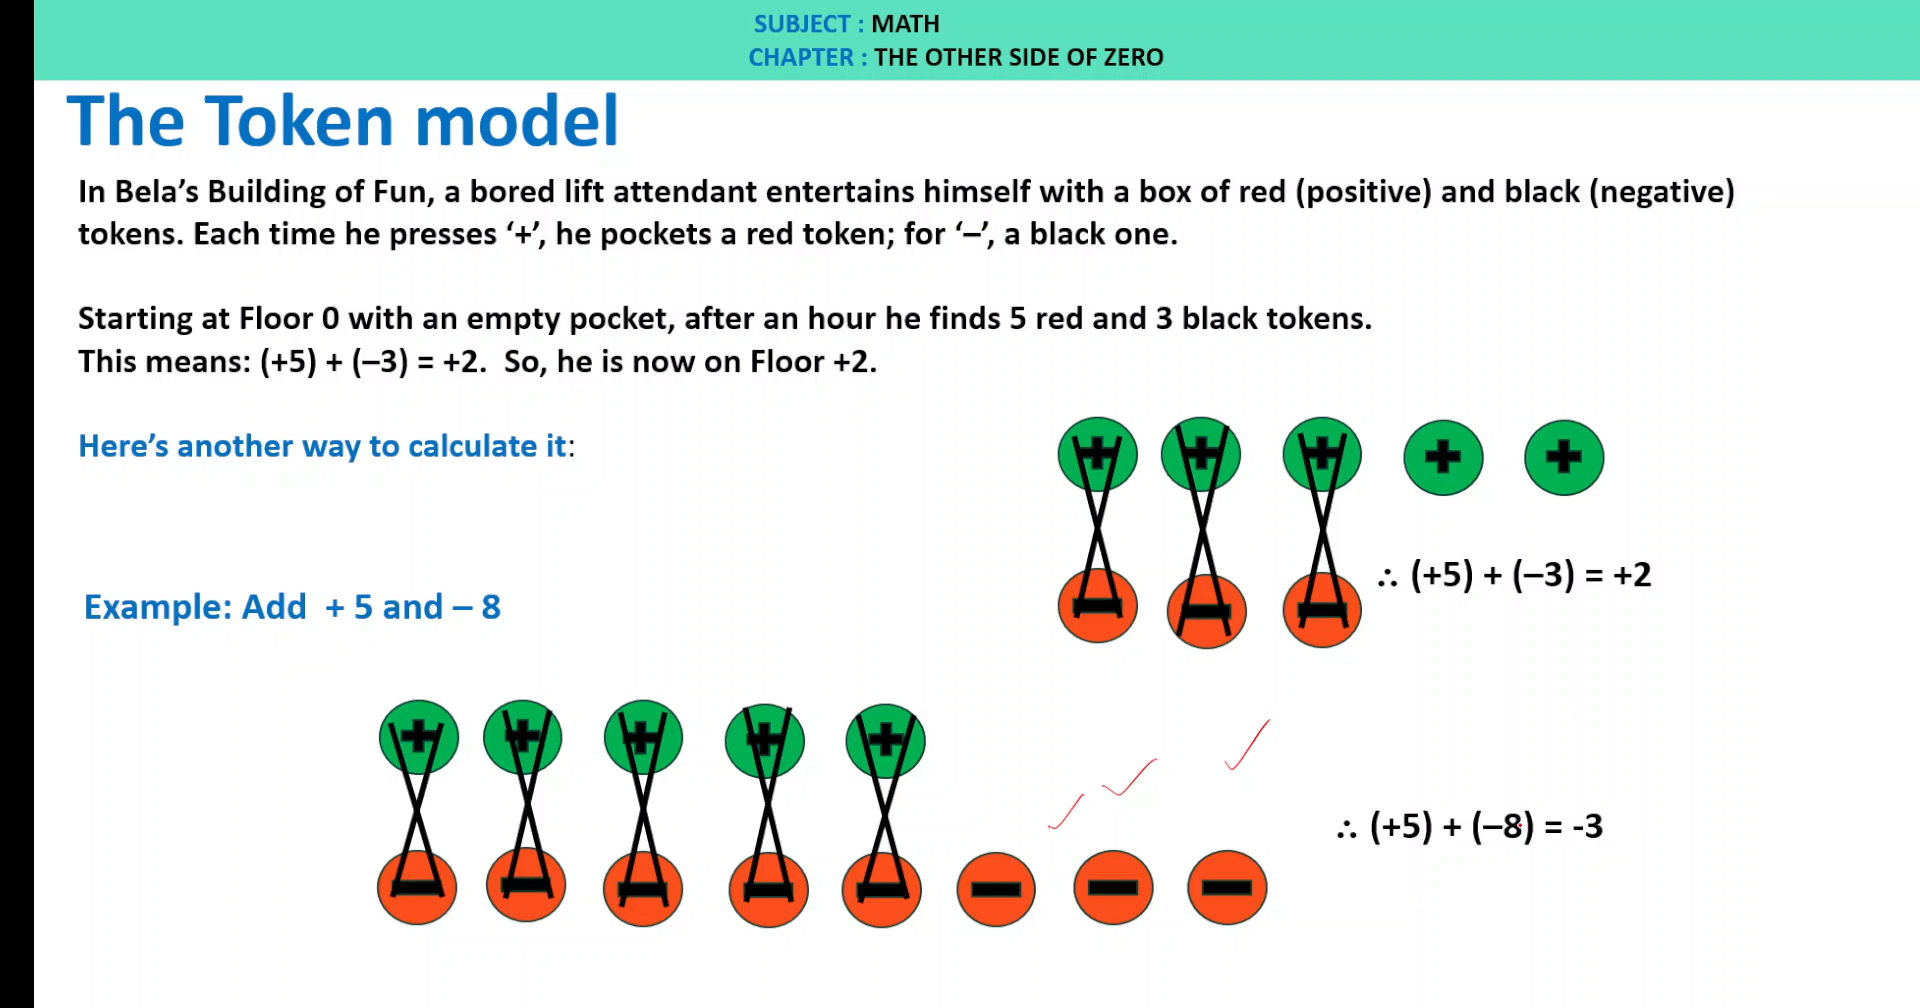 SUBJECT : MATH
CHAPTER : THE OTHER SIDE OF ZERO
The Token model
In Bela’s Building of Fun, a bored lift attendant entertains himself with a box of red (positive) and black (negative)
tokens. Each time he presses ‘+’, he pockets a red token; for ‘–’, a black one.
Starting at Floor 0 with an empty pocket, after an hour he finds 5 red and 3 black tokens.
This means: (+5) + (–3) = +2.  So, he is now on Floor +2.
Here’s another way to calculate it:
+ + + + +
– – –
∴ (+5) + (–3) = +2
Example: Add  + 5 and – 8
+ + + + +
– – – – – – – –
∴ (+5) + (–8) = -3